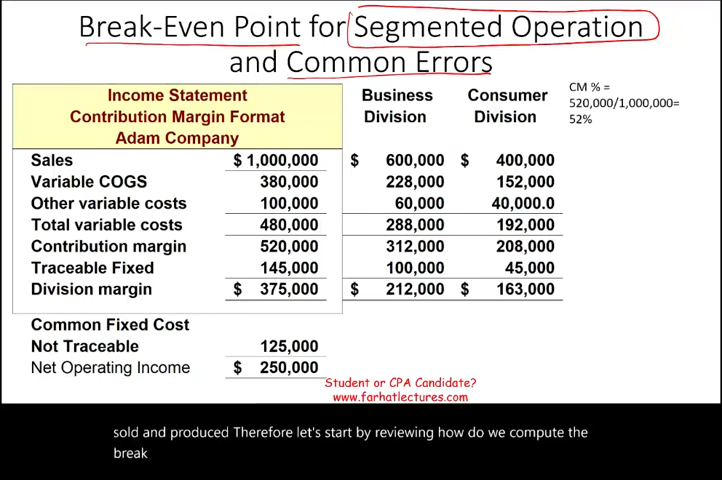 Break-Even Point for Segmented Operation
and Common Errors
Income Statement
Contribution Margin Format
Adam Company
Business
Division
Consumer
Division
CM % =
520,000/1,000,000=
52%
Sales $ 1,000,000 $ 600,000 $ 400,000
Variable COGS 380,000 228,000 152,000
Other variable costs 100,000 60,000 40,000.0
Total variable costs 480,000 288,000 192,000
Contribution margin 520,000 312,000 208,000
Traceable Fixed 145,000 100,000 45,000
Division margin $ 375,000 $ 212,000 $ 163,000
Common Fixed Cost
Not Traceable 125,000
Net Operating Income $ 250,000
Student or CPA Candidate?
www.farhatlectures.com
sold and produced Therefore let's start by reviewing how do we compute the
break